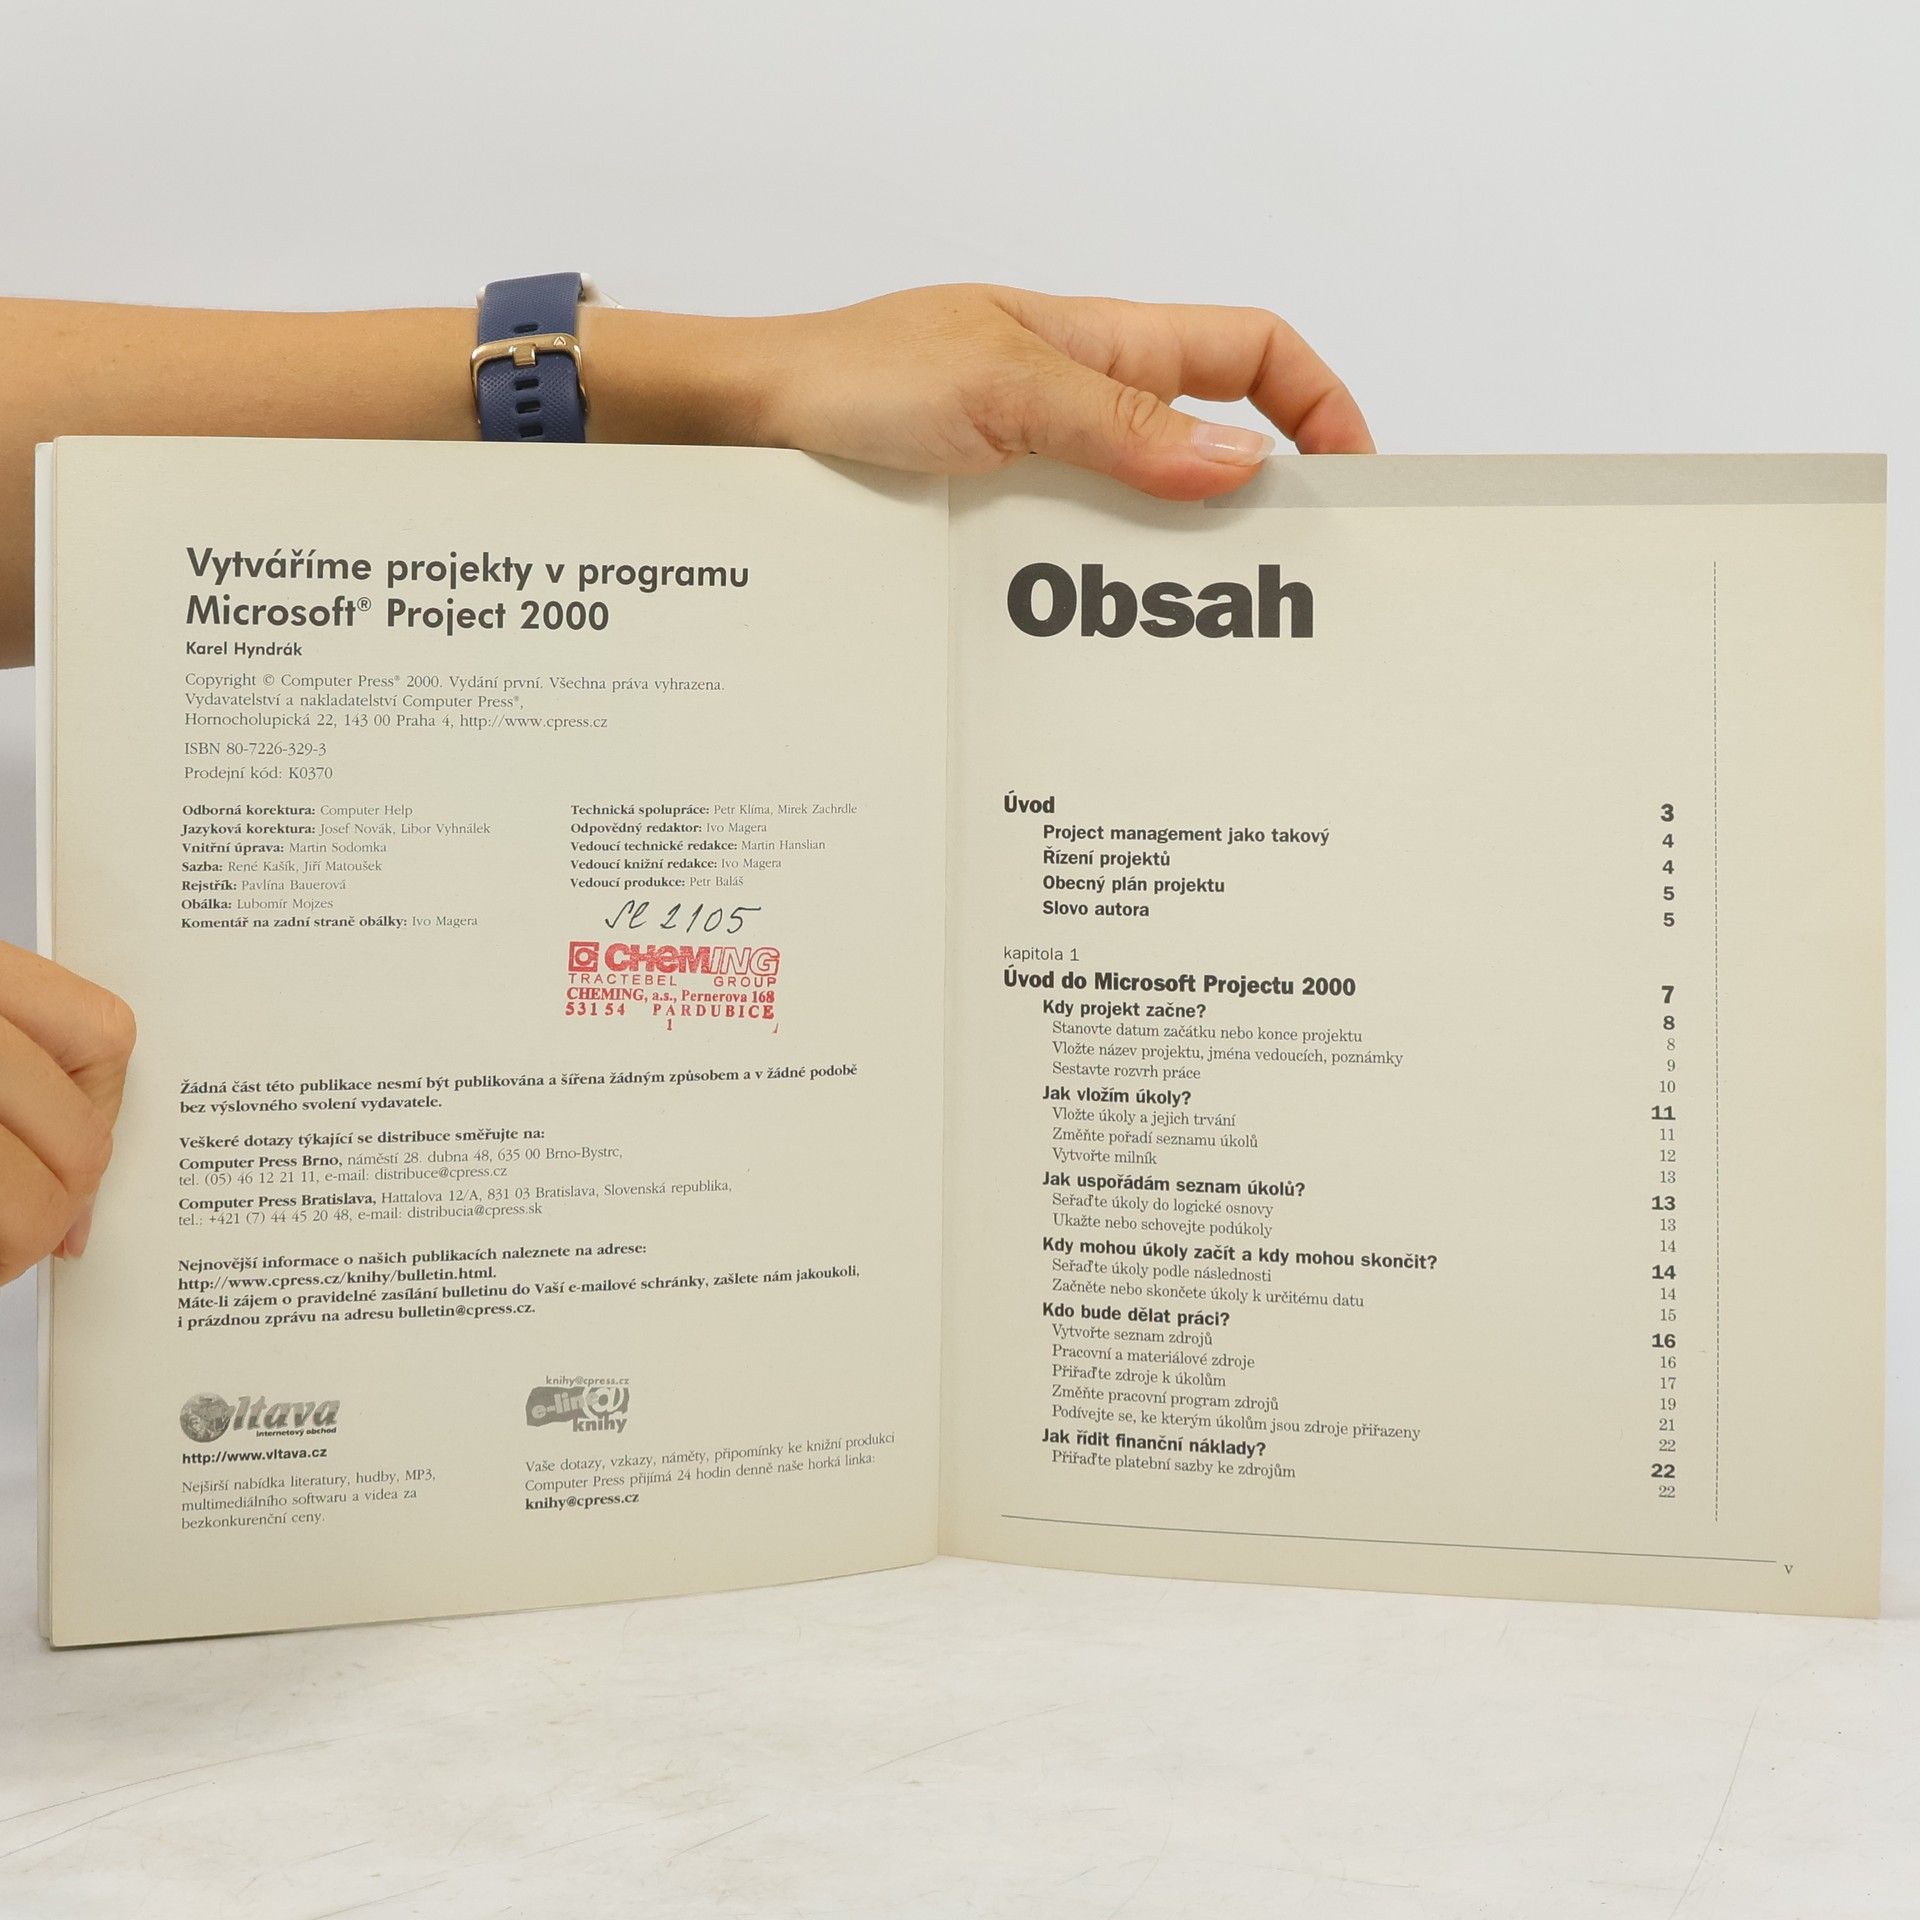 Vytváříme projekty v programu
Microsoft® Project 2000
Karel Hyndrák
Copyright © Computer Press® 2000. Vydání první. Všechna práva vyhrazena.
Vydavatelství a nakladatelství Computer Press®,
Hornocholupická 22, 143 00 Praha 4, http://www.cpress.cz
ISBN 80-7226-329-3
Prodejní kód: K0370
Odborná korektura: Computer Help
Jazyková korektura: Josef Novák, Libor Vyhnálek
Vnitřní úprava: Martin Sodomka
Sazba: René Kašík, Jiří Matoušek
Rejstřík: Pavlína Bauerová
Obálka: Lubomír Mojzes
Komentář na zadní straně obálky: Ivo Magera
Technická spolupráce: Petr Klíma, Mirek Zachrdle
Odpovědný redaktor: Ivo Magera
Vedoucí technické redakce: Martin Hanslian
Vedoucí knižní redakce: Ivo Magera
Vedoucí produkce: Petr Baláš
2105
CHEMING
TRACTEBEL GROUP
CHEMING, a.s., Pernerova 168
531 54 PARDUBICE
1
Žádná část této publikace nesmí být publikována a šířena žádným způsobem a v žádné podobě
bez výslovného svolení vydavatele.
Veškeré dotazy týkající se distribuce směřujte na:
Computer Press Brno, náměstí 28. dubna 48, 635 00 Brno-Bystrc,
tel. (05) 46 12 21 11, e-mail: distribuce@cpress.cz
Computer Press Bratislava, Hattalova 12/A, 831 03 Bratislava, Slovenská republika,
tel.: +421 (7) 44 45 20 48, e-mail: distribucia@cpress.sk
Nejnovější informace o našich publikacích naleznete na adrese:
http://www.cpress.cz/knihy/bulletin.html.
Máte-li zájem o pravidelné zasílání bulletinu do Vaší e-mailové schránky, zašlete nám jakoukoli,
i prázdnou zprávu na adresu bulletin@cpress.cz.
vltava
Internetový obchod
http://www.vltava.cz
Nejširší nabídka literatury, hudby, MP3,
multimediálního softwaru a videa za
bezkonkurenční ceny.
knihy@cpress.cz
e-lin@
knihy
Vaše dotazy, vzkazy, náměty, připomínky ke knižní produkci
Computer Press přijímá 24 hodin denně naše horká linka:
knihy@cpress.cz
Obsah
Úvod 3
Project management jako takový 4
Řízení projektů 4
Obecný plán projektu 5
Slovo autora 5
kapitola 1
Úvod do Microsoft Projectu 2000 7
Kdy projekt začne? 8
Stanovte datum začátku nebo konce projektu 8
Vložte název projektu, jména vedoucích, poznámky 9
Sestavte rozvrh práce 10
Jak vložím úkoly? 11
Vložte úkoly a jejich trvání 11
Změňte pořadí seznamu úkolů 12
Vytvořte milník 13
Jak uspořádám seznam úkolů? 13
Seřaďte úkoly do logické osnovy 13
Ukažte nebo schovejte podúkoly 14
Kdy mohou úkoly začít a kdy mohou skončit? 14
Seřaďte úkoly podle následnosti 14
Začněte nebo skončete úkoly k určitému datu 15
Kdo bude dělat práci? 16
Vytvořte seznam zdrojů 16
Pracovní a materiálové zdroje 17
Přiřaďte zdroje k úkolům 19
Změňte pracovní program zdrojů 21
Podívejte se, ke kterým úkolům jsou zdroje přiřazeny 22
Jak řídit finanční náklady? 22
Přiřaďte platební sazby ke zdrojům 22
v